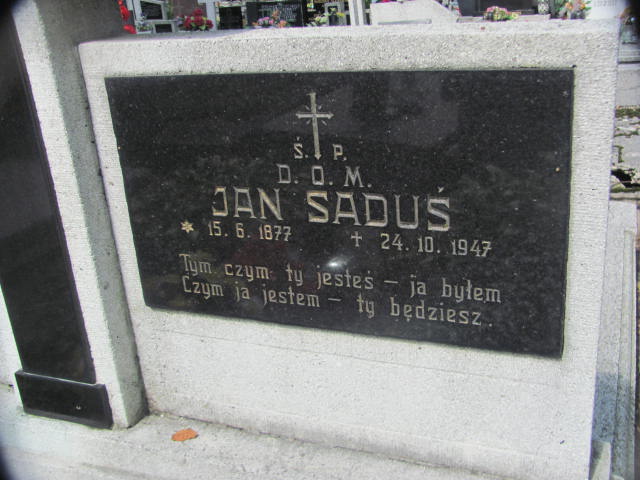 Ś. P.
D. O. M.
JAN SADUŚ
* 15. 6. 1877 + 24. 10. 1947
Tym czym ty jesteś - ja byłem
Czym ja jestem - ty będziesz.